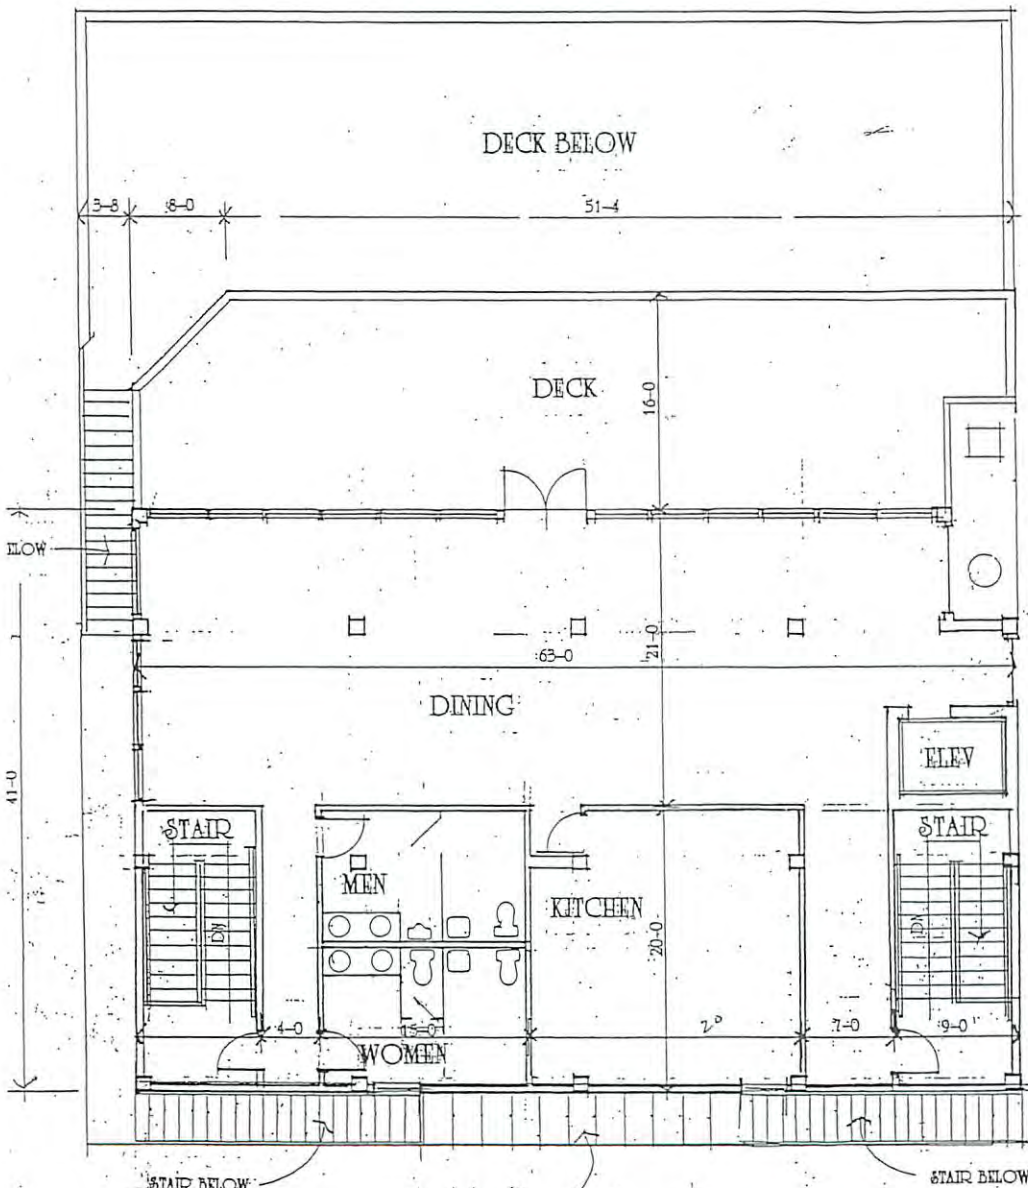 DECK BELOW
3-8
8-0
51-4
DECK
16-0
ELOW
63-0
21-0
DINING
41-0
ELEV
STAIR
STAIR
MEN
KITCHEN
DN
DN
20-0
4-0
15-0
7-0
9-0
WOMEN
STAIR BELOW
STAIR BELOW